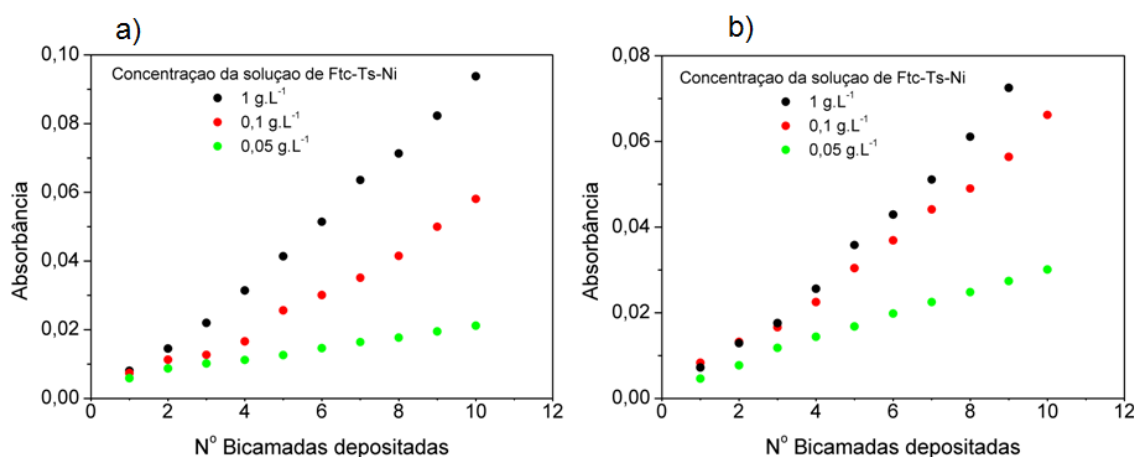 a)
Concentraçao da soluçao de Ftc-Ts-Ni
1 g.L⁻¹
0,1 g.L⁻¹
0,05 g.L⁻¹
Absorbância
0,10
0,08
0,06
0,04
0,02
0,00
0 2 4 6 8 10 12
Nº Bicamadas depositadas
b)
Concentraçao da soluçao de Ftc-Ts-Ni
1 g.L⁻¹
0,1 g.L⁻¹
0,05 g.L⁻¹
Absorbância
0,08
0,06
0,04
0,02
0,00
0 2 4 6 8 10 12
Nº Bicamadas depositadas